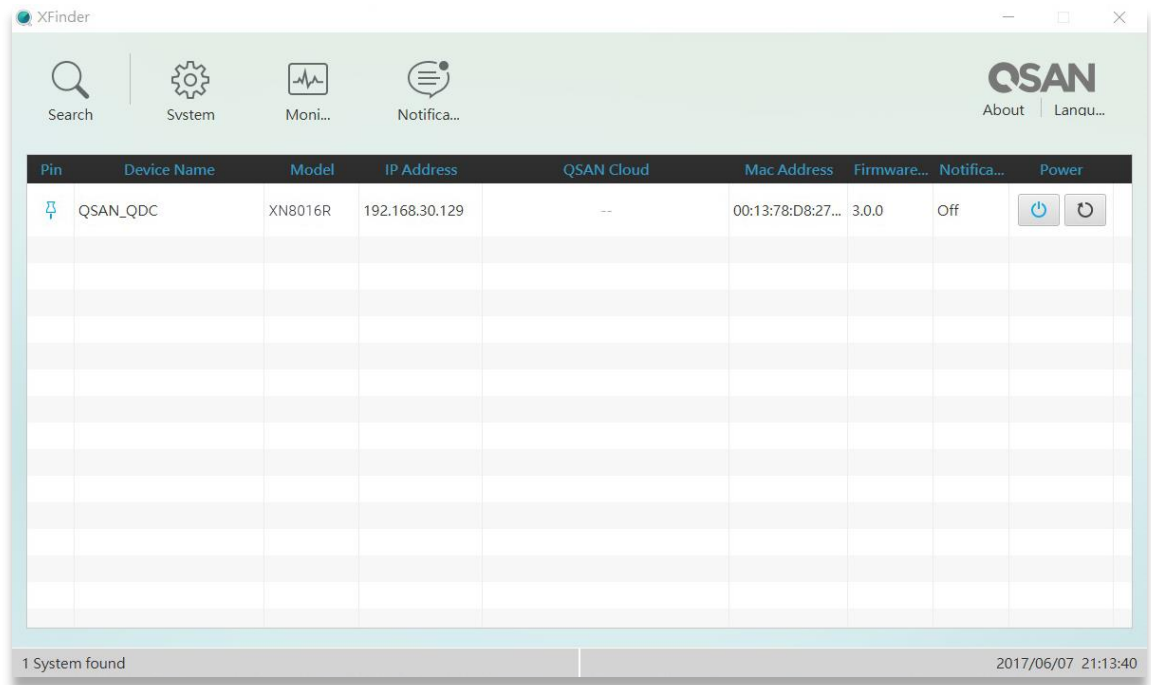 XFinder
QSAN
Search System Moni... Notifica... About Langu...
Pin Device Name Model IP Address QSAN Cloud Mac Address Firmware... Notifica... Power
QSAN_QDC XN8016R 192.168.30.129 -- 00:13:78:D8:27... 3.0.0 Off
1 System found 2017/06/07 21:13:40